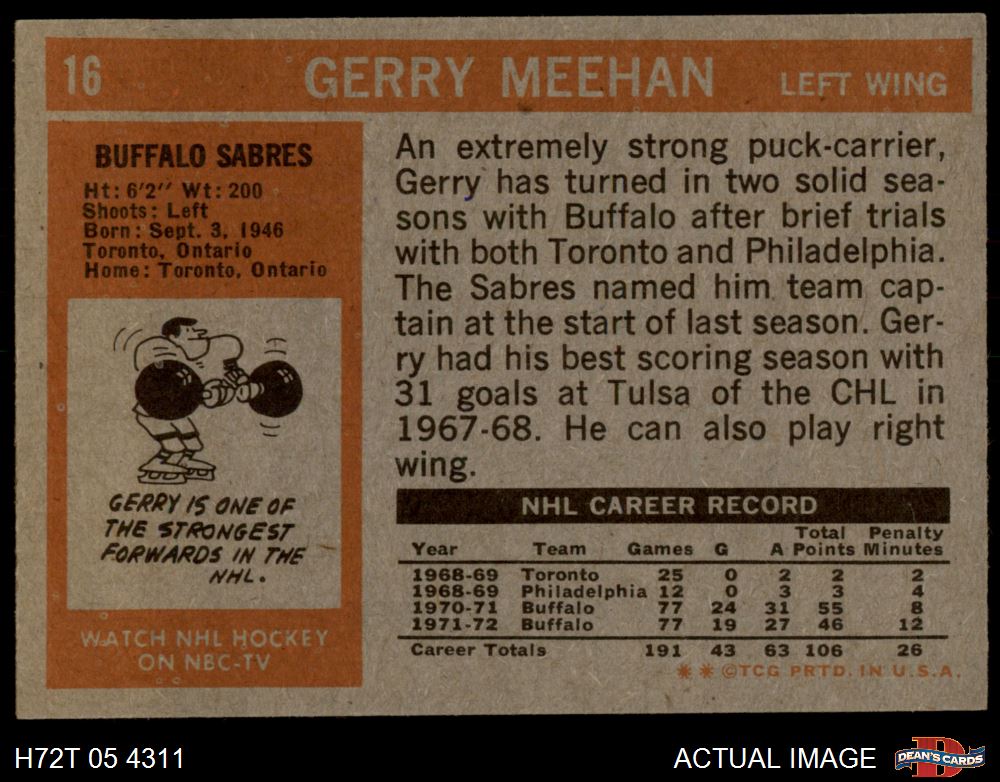 16 GERRY MEEHAN LEFT WING
BUFFALO SABRES
Ht: 6'2" Wt: 200
Shoots: Left
Born: Sept. 3, 1946
Toronto, Ontario
Home: Toronto, Ontario
GERRY IS ONE OF
THE STRONGEST
FORWARDS IN THE
NHL.
WATCH NHL HOCKEY
ON NBC-TV
An extremely strong puck-carrier,
Gerry has turned in two solid sea-
sons with Buffalo after brief trials
with both Toronto and Philadelphia.
The Sabres named him team cap-
tain at the start of last season. Ger-
ry had his best scoring season with
31 goals at Tulsa of the CHL in
1967-68. He can also play right
wing.
NHL CAREER RECORD
Total Penalty
Year Team Games G A Points Minutes
1968-69 Toronto 25 0 2 2 2
1968-69 Philadelphia 12 0 3 3 4
1970-71 Buffalo 77 24 31 55 8
1971-72 Buffalo 77 19 27 46 12
Career Totals 191 43 63 106 26
** ©TCG PRTD. IN U.S.A.
H72T 05 4311 ACTUAL IMAGE D DEAN'S CARDS